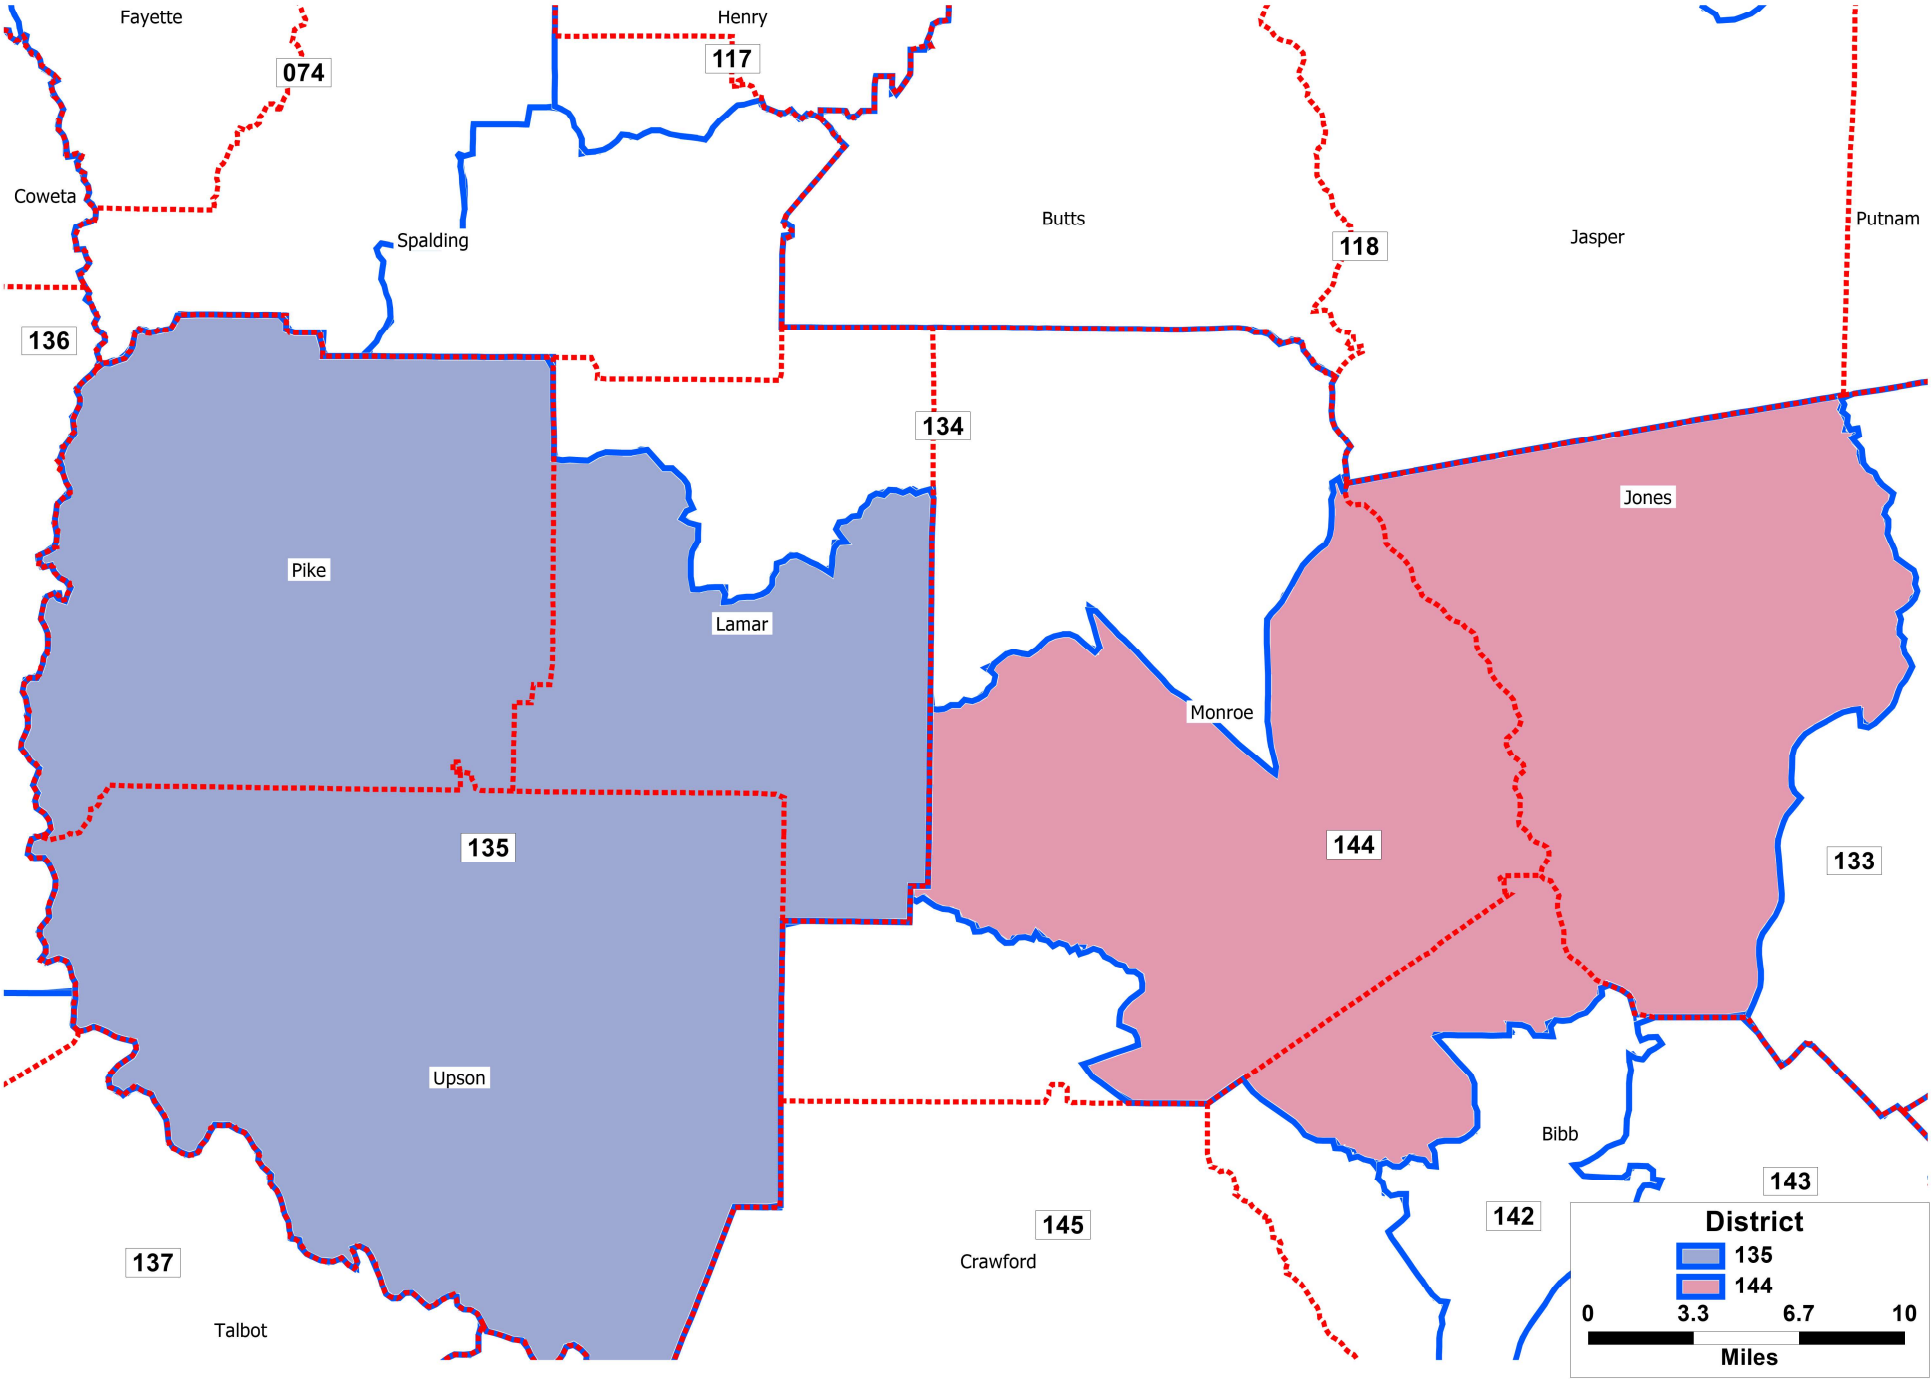 Fayette
Henry
117
074
Coweta
Spalding
Butts
118
Jasper
Putnam
136
134
Jones
Pike
Lamar
Monroe
135
144
133
Upson
Bibb
145
142
143
Crawford
137
Talbot
District
135
144
0 3.3 6.7 10
Miles